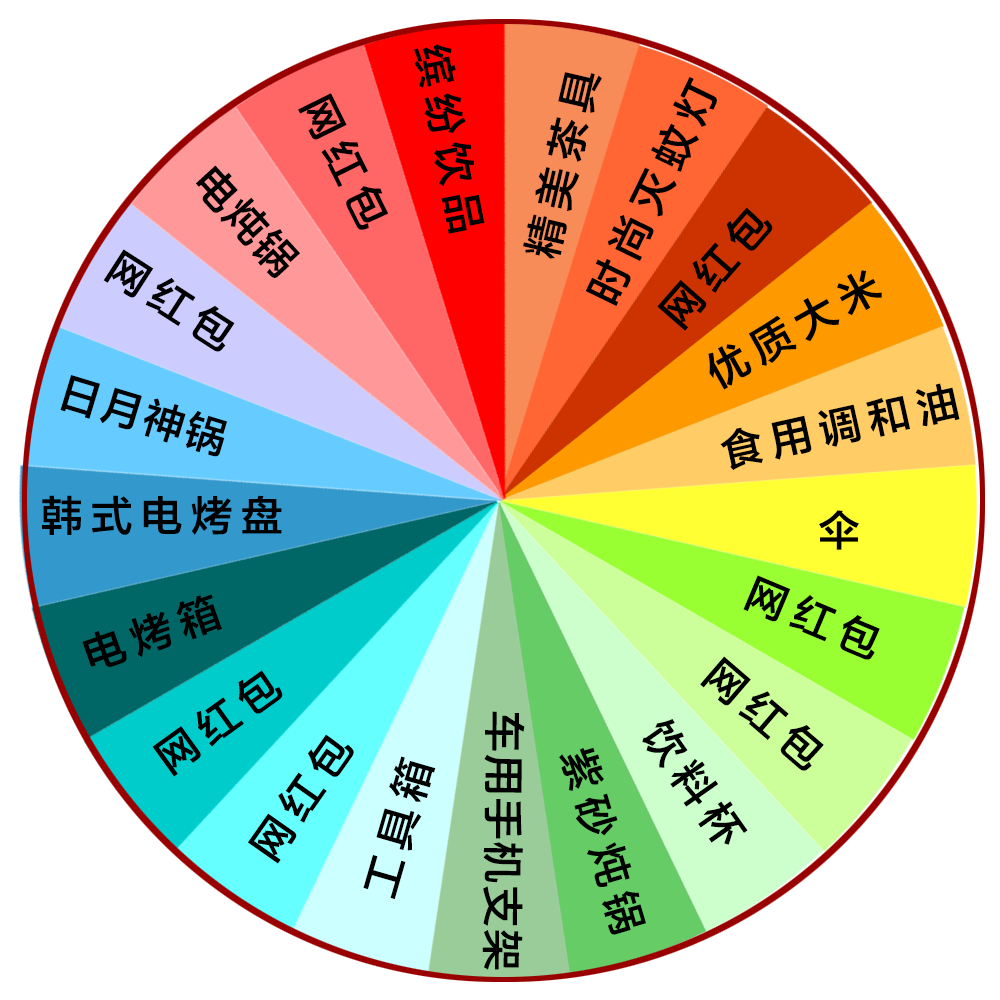 精美茶具
时尚灭蚊灯
网红包
优质大米
食用调和油
伞
网红包
网红包
饮料杯
紫砂炖锅
车用手机支架
工具箱
网红包
网红包
电烤箱
韩式电烤盘
日月神锅
网红包
电炖锅
网红包
缤纷饮品